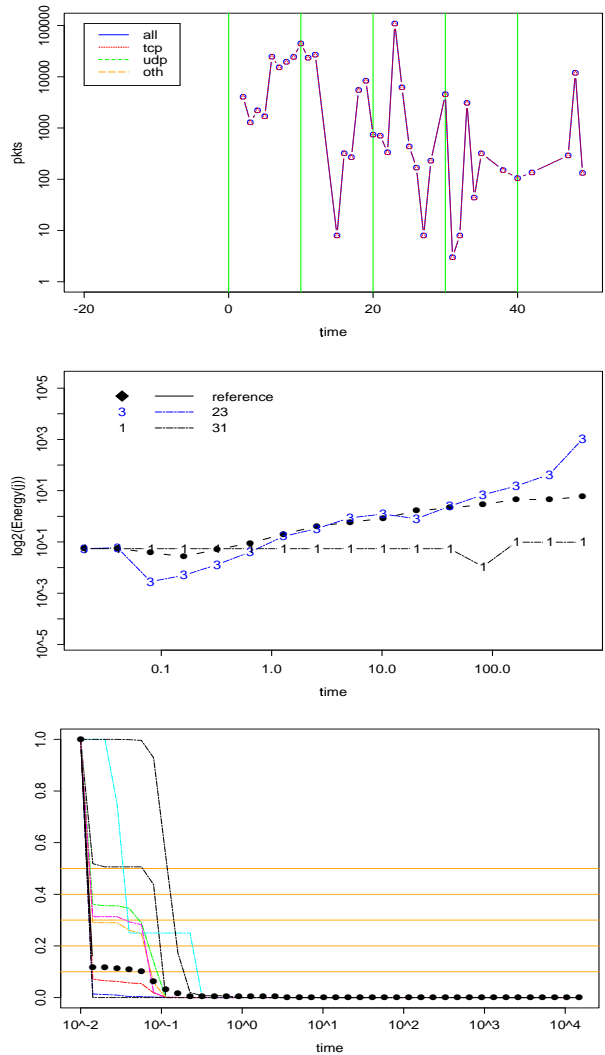 all
tcp
udp
oth
pkts
100000
10000
1000
100
10
1
-20 0 20 40
time
reference
3 23
1 31
log2(Energy(j))
10^5
10^3
10^1
10^-1
10^-3
10^-5
0.1 1.0 10.0 100.0
time
1.0
0.8
0.6
0.4
0.2
0.0
10^-2 10^-1 10^0 10^1 10^2 10^3 10^4
time